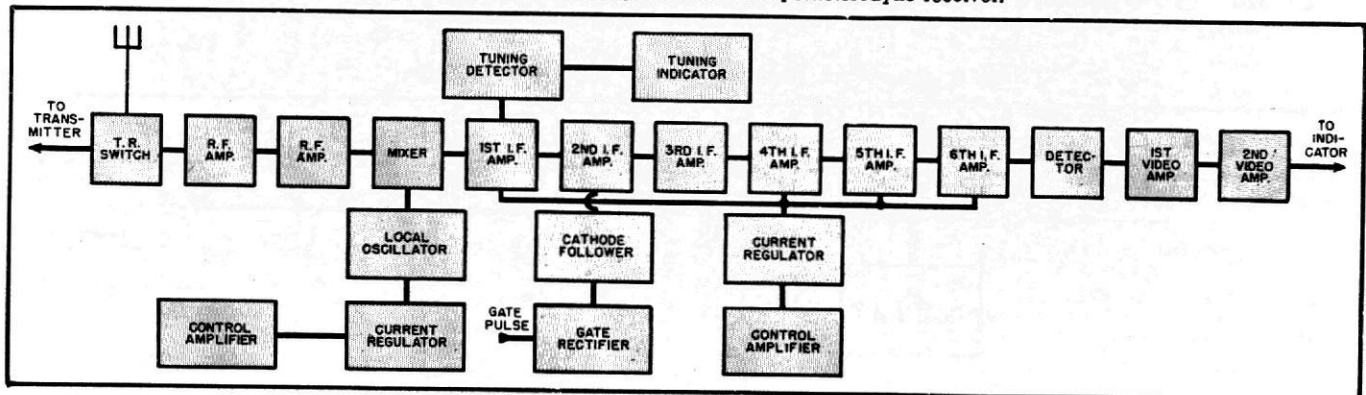 TUNING
DETECTOR
TUNING
INDICATOR
TO
TRANS-
MITTER
T. R.
SWITCH
R. F.
AMP.
R. F.
AMP.
MIXER
1ST I. F.
AMP.
2ND I. F.
AMP.
3RD I. F.
AMP.
4TH I. F.
AMP.
5TH I. F.
AMP.
6TH I. F.
AMP.
DETEC-
TOR
1ST
VIDEO
AMP.
2ND
VIDEO
AMP.
TO
INDI-
CATOR
LOCAL
OSCILLATOR
CATHODE
FOLLOWER
CURRENT
REGULATOR
CONTROL
AMPLIFIER
CURRENT
REGULATOR
GATE
PULSE
GATE
RECTIFIER
CONTROL
AMPLIFIER